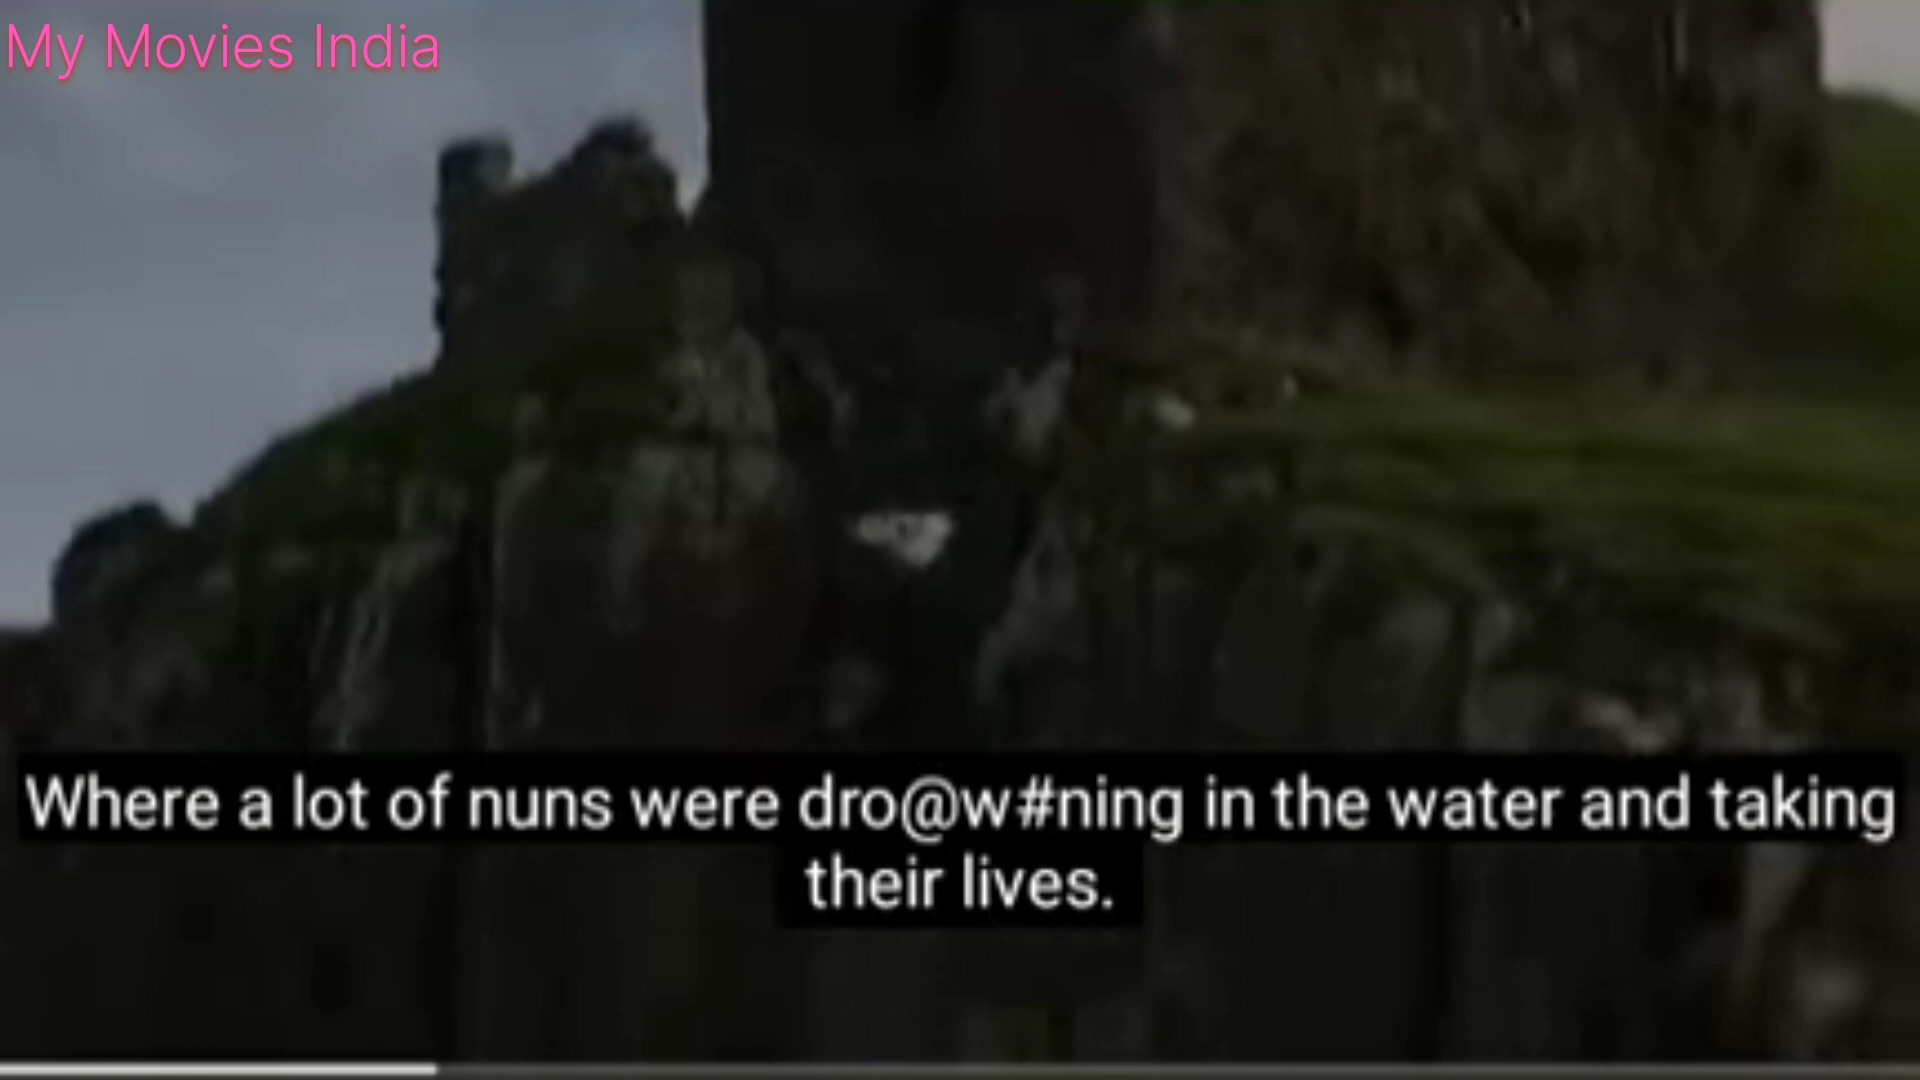 My Movies India
Where a lot of nuns were dro@w#ning in the water and taking
their lives.